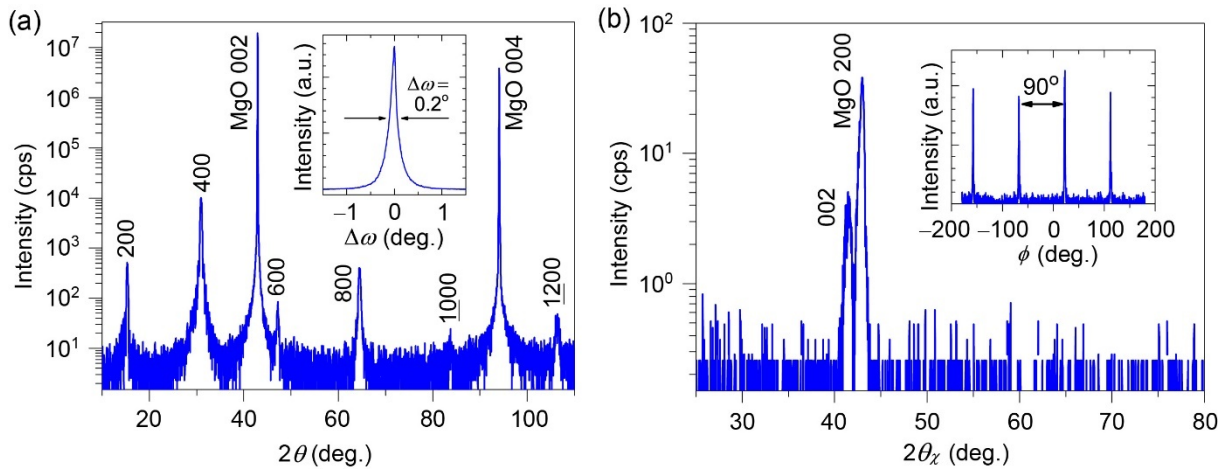 (a)
10⁷
10⁶
10⁵
10⁴
10³
10²
10¹
Intensity (cps)
200
400
MgO 002
600
800
1000
MgO 004
1200
20
40
60
80
100
2θ (deg.)
Intensity (a.u.)
Δω =
0.2°
−1
0
1
Δω (deg.)
(b)
10²
10¹
10⁰
Intensity (cps)
002
MgO 200
30
40
50
60
70
80
2θχ (deg.)
Intensity (a.u.)
90°
−200
−100
0
100
200
ϕ (deg.)